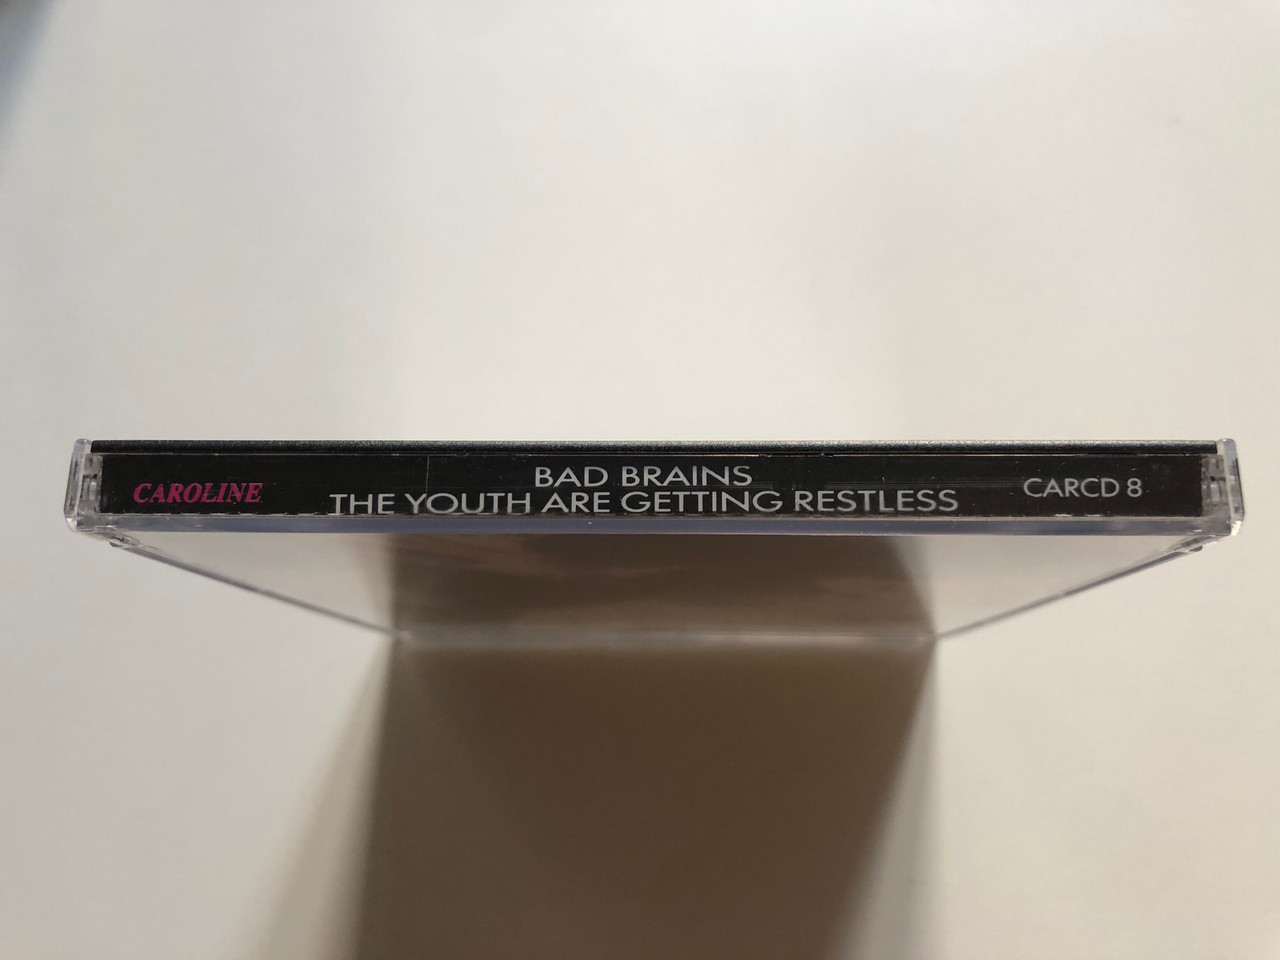 CAROLINE
BAD BRAINS
THE YOUTH ARE GETTING RESTLESS
CARCD 8